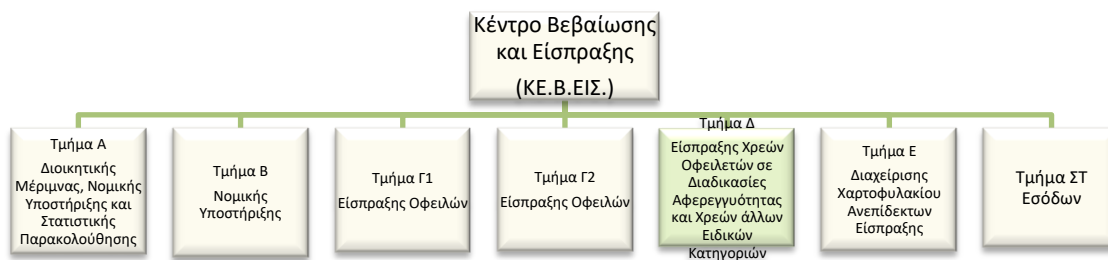 Κέντρο Βεβαίωσης
και Είσπραξης
(ΚΕ.Β.ΕΙΣ.)
Τμήμα Α
Διοικητικής
Μέριμνας, Νομικής
Υποστήριξης και
Στατιστικής
Παρακολούθησης
Τμήμα Β
Νομικής
Υποστήριξης
Τμήμα Γ1
Είσπραξης Οφειλών
Τμήμα Γ2
Είσπραξης Οφειλών
Τμήμα Δ
Είσπραξης Χρεών
Οφειλετών σε
Διαδικασίες
Αφερεγγυότητας
και Χρεών άλλων
Ειδικών
Κατηγοριών
Τμήμα Ε
Διαχείρισης
Χαρτοφυλακίου
Ανεπίδεκτων
Είσπραξης
Τμήμα ΣΤ
Εσόδων